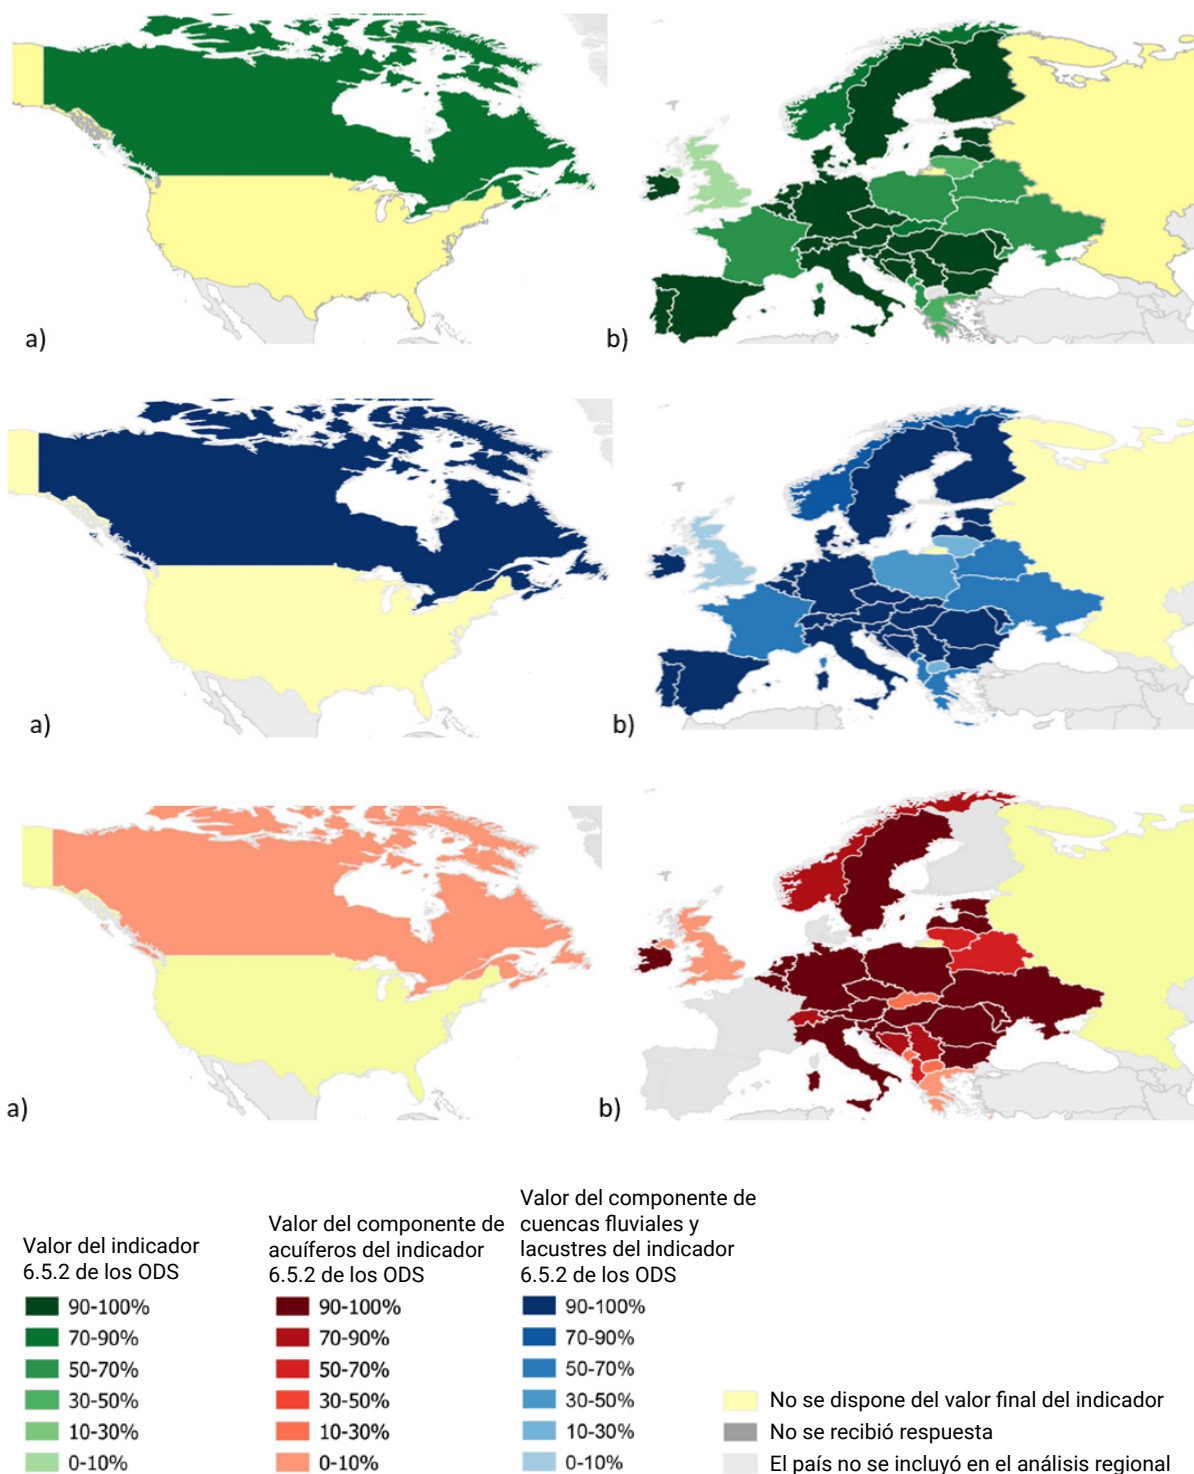 a)
b)
a)
b)
a)
b)
Valor del indicador
6.5.2 de los ODS
90-100%
70-90%
50-70%
30-50%
10-30%
0-10%
Valor del componente de
acuíferos del indicador
6.5.2 de los ODS
90-100%
70-90%
50-70%
30-50%
10-30%
0-10%
Valor del componente de
cuencas fluviales y
lacustres del indicador
6.5.2 de los ODS
90-100%
70-90%
50-70%
30-50%
10-30%
0-10%
No se dispone del valor final del indicador
No se recibió respuesta
El país no se incluyó en el análisis regional